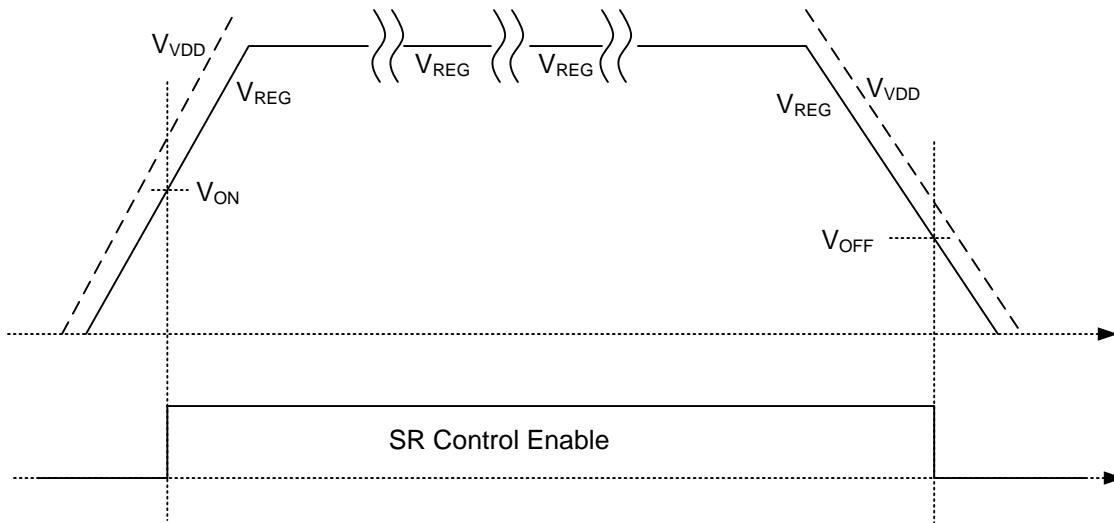 V_VDD
V_REG
V_REG
V_REG
V_REG
V_VDD
V_ON
V_OFF
SR Control Enable